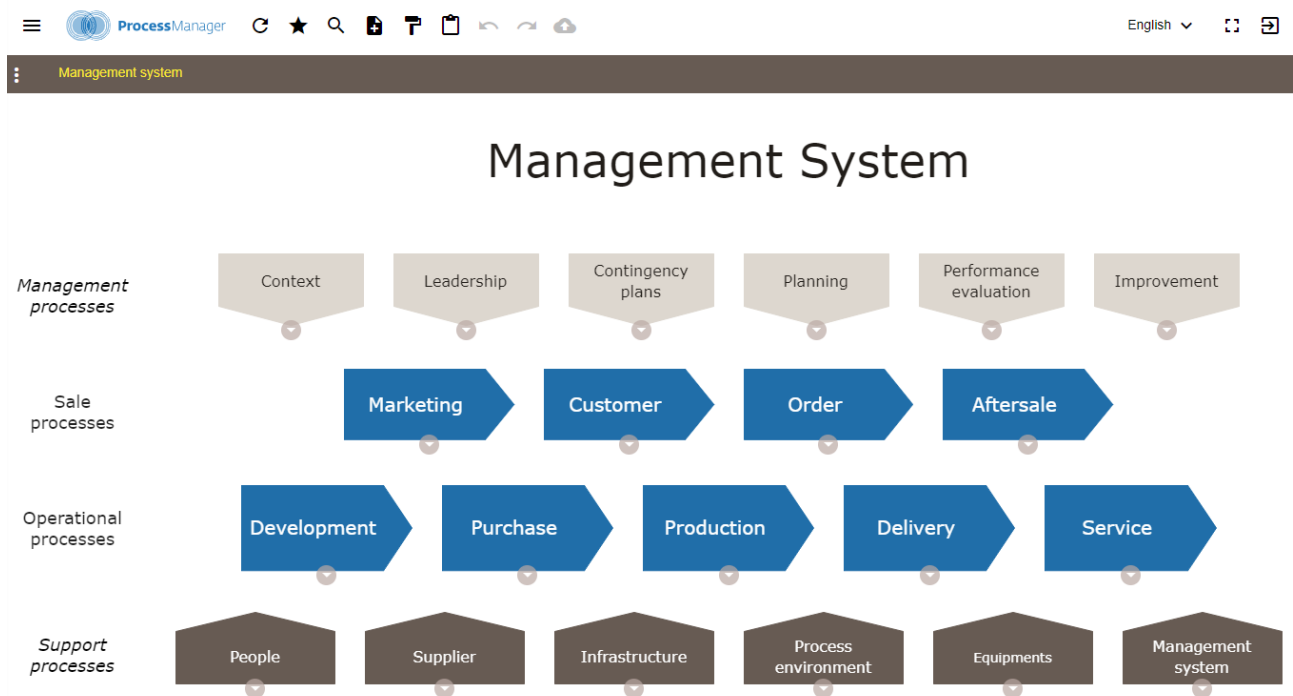 ProcessManager
English
Management system
Management System
Management
processes
Context
Leadership
Contingency
plans
Planning
Performance
evaluation
Improvement
Sale
processes
Marketing
Customer
Order
Aftersale
Operational
processes
Development
Purchase
Production
Delivery
Service
Support
processes
People
Supplier
Infrastructure
Process
environment
Equipments
Management
system